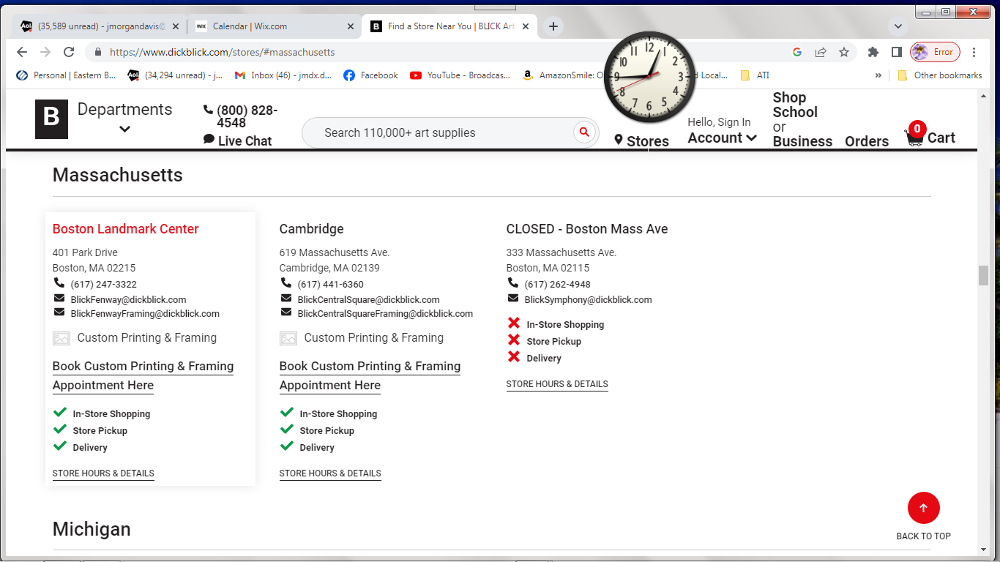 (35,589 unread) - jmorgandavis@
Calendar | Wix.com
Find a Store Near You | BLICK Art
https://www.dickblick.com/stores/#massachusetts
Error
Personal | Eastern B...
(34,294 unread) - j...
Inbox (46) - jmdx.d...
Facebook
YouTube - Broadcas...
AmazonSmile: O
d Local...
ATI
»
Other bookmarks
12
1
2
3
4
5
6
7
8
9
10
11
B
Departments
(800) 828-
4548
Live Chat
Search 110,000+ art supplies
Stores
Hello, Sign In
Account
Shop
School
or
Business
Orders
0
Cart
Massachusetts
Boston Landmark Center
401 Park Drive
Boston, MA 02215
(617) 247-3322
BlickFenway@dickblick.com
BlickFenwayFraming@dickblick.com
Custom Printing & Framing
Book Custom Printing & Framing
Appointment Here
In-Store Shopping
Store Pickup
Delivery
STORE HOURS & DETAILS
Cambridge
619 Massachusetts Ave.
Cambridge, MA 02139
(617) 441-6360
BlickCentralSquare@dickblick.com
BlickCentralSquareFraming@dickblick.com
Custom Printing & Framing
Book Custom Printing & Framing
Appointment Here
In-Store Shopping
Store Pickup
Delivery
STORE HOURS & DETAILS
CLOSED - Boston Mass Ave
333 Massachusetts Ave.
Boston, MA 02115
(617) 262-4948
BlickSymphony@dickblick.com
In-Store Shopping
Store Pickup
Delivery
STORE HOURS & DETAILS
Michigan
BACK TO TOP